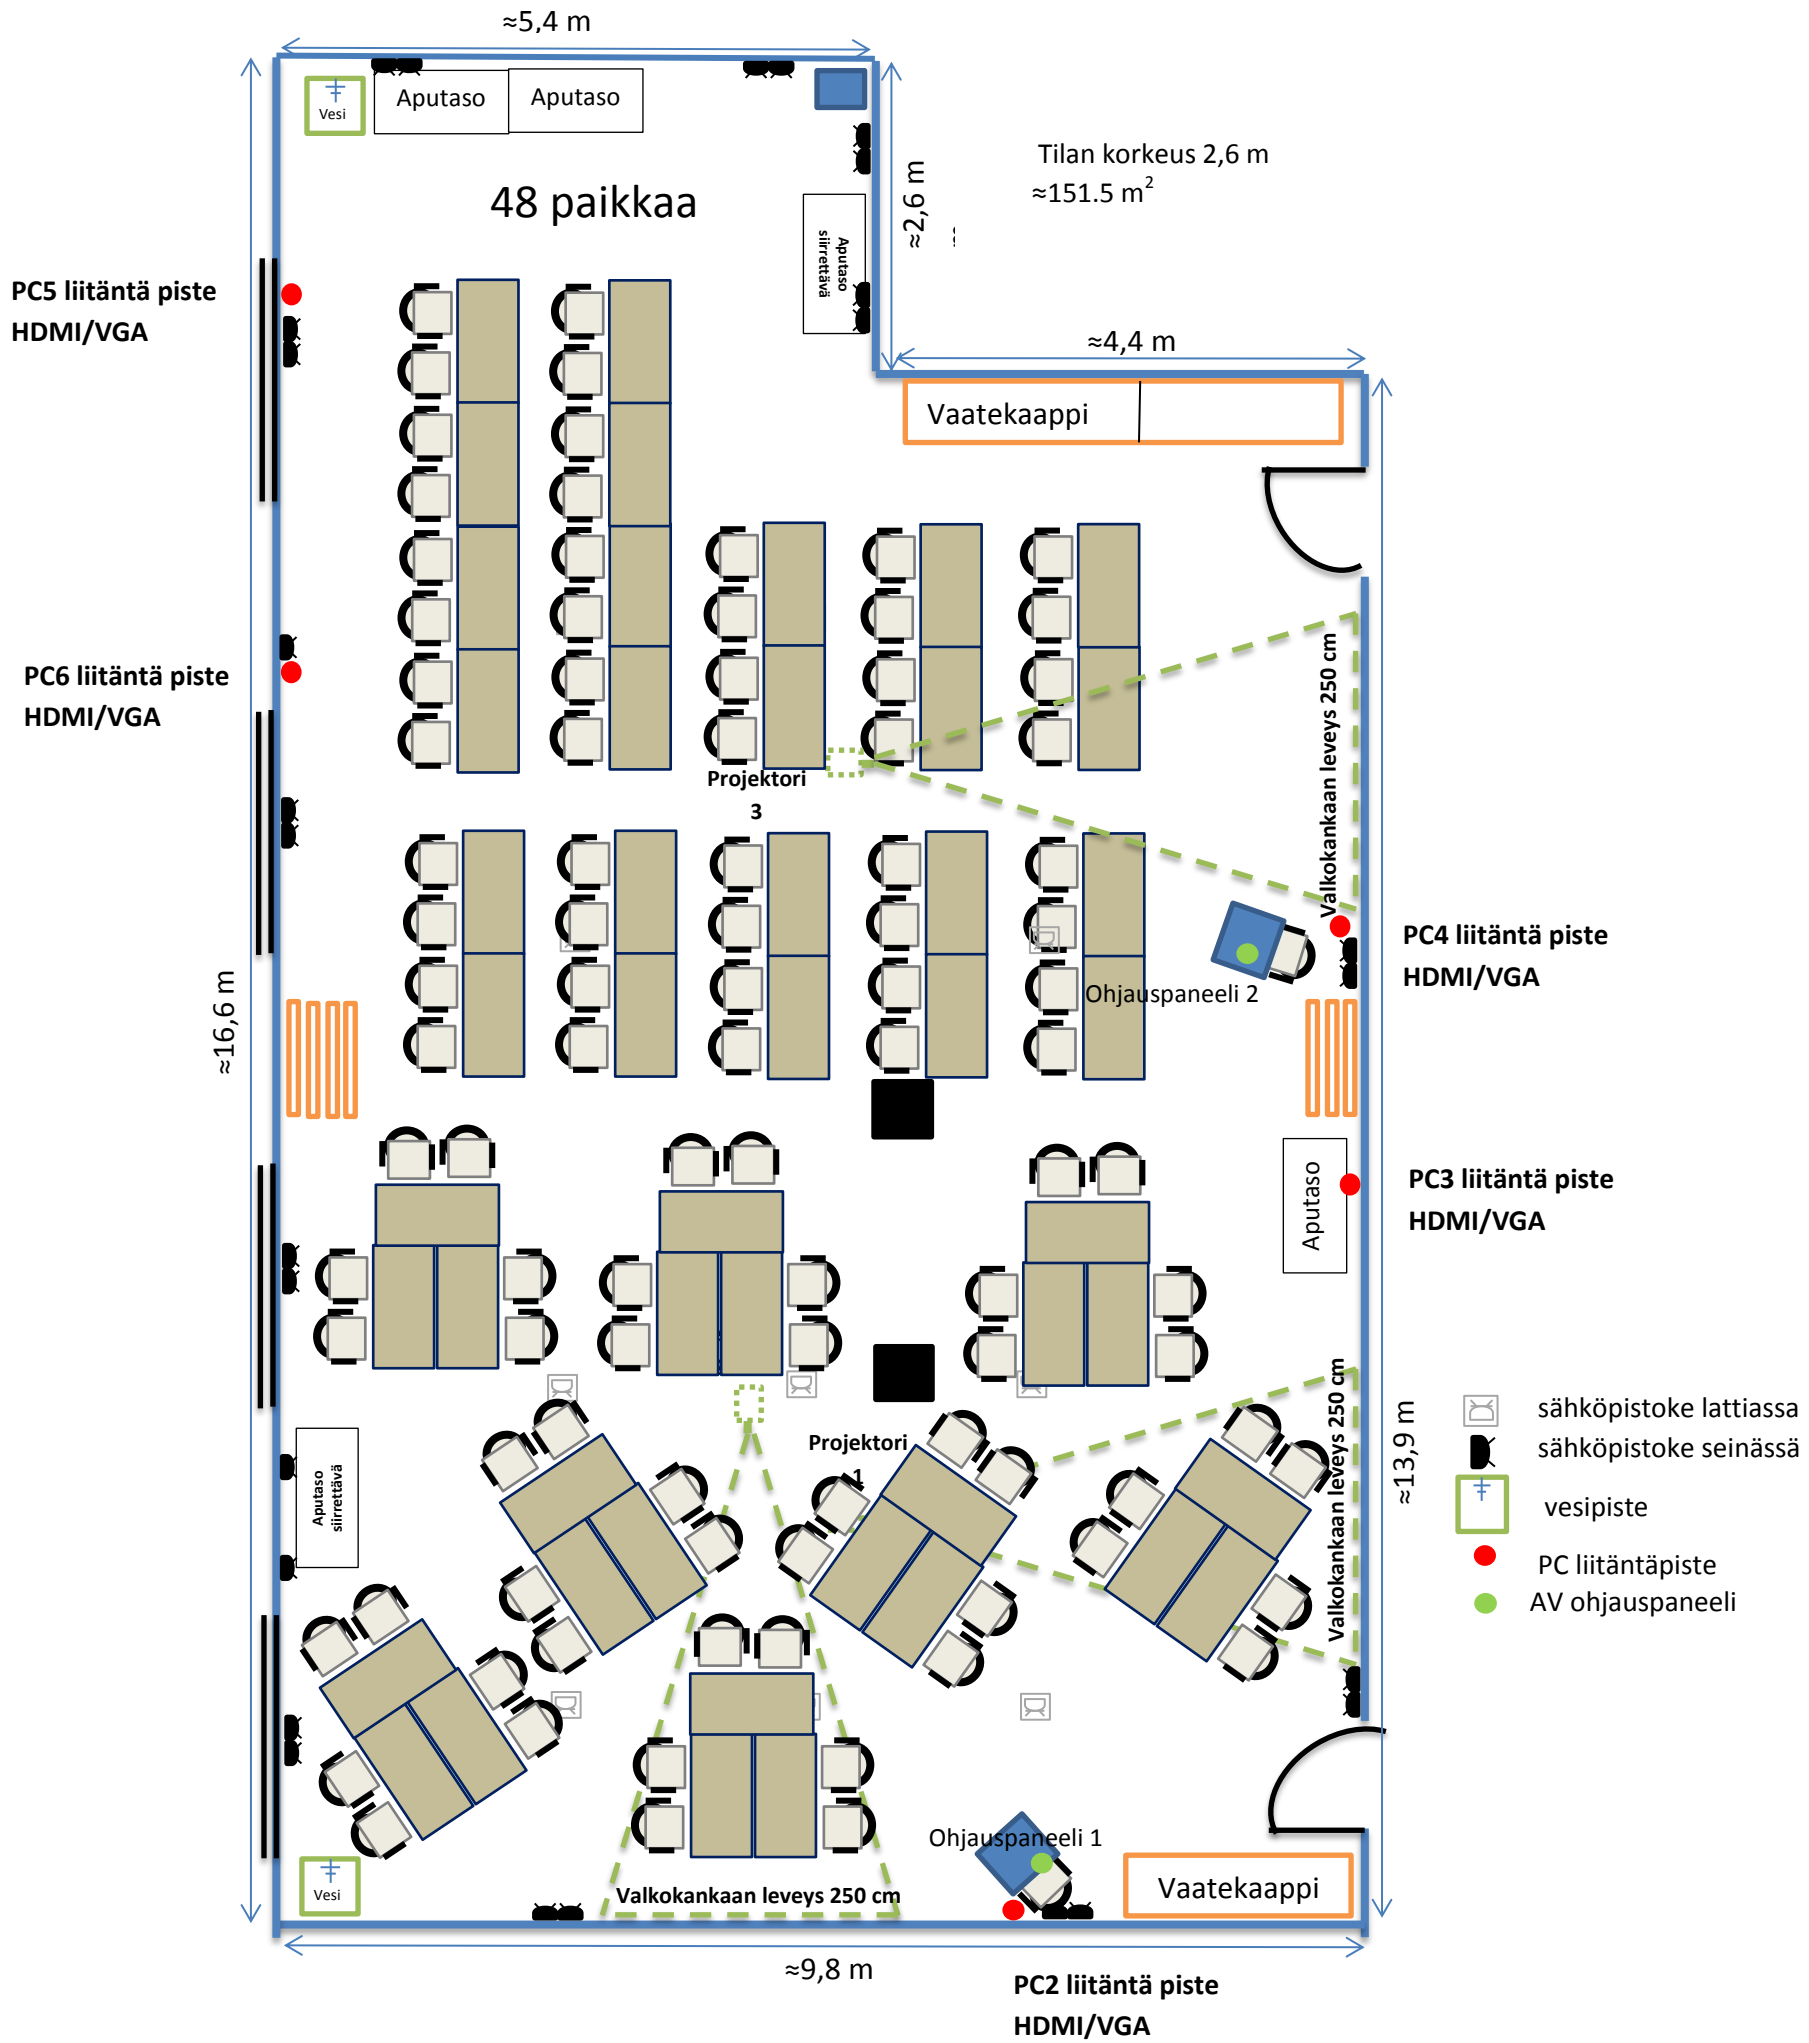 ≈5,4 m
Vesi
Aputaso
Aputaso
Tilan korkeus 2,6 m
≈151.5 m²
≈2,6 m
48 paikkaa
Aputaso
siirrettävä
PC5 liitäntä piste
HDMI/VGA
≈4,4 m
Vaatekaappi
PC6 liitäntä piste
HDMI/VGA
Valkokankaan leveys 250 cm
Projektori
3
PC4 liitäntä piste
HDMI/VGA
Ohjauspaneeli 2
≈16,6 m
Aputaso
PC3 liitäntä piste
HDMI/VGA
Valkokankaan leveys 250 cm
≈13,9 m
sähköpistoke lattiassa
sähköpistoke seinässä
vesipiste
PC liitäntäpiste
AV ohjauspaneeli
Projektori
1
Aputaso
siirrettävä
Ohjauspaneeli 1
Vesi
Valkokankaan leveys 250 cm
Vaatekaappi
≈9,8 m
PC2 liitäntä piste
HDMI/VGA